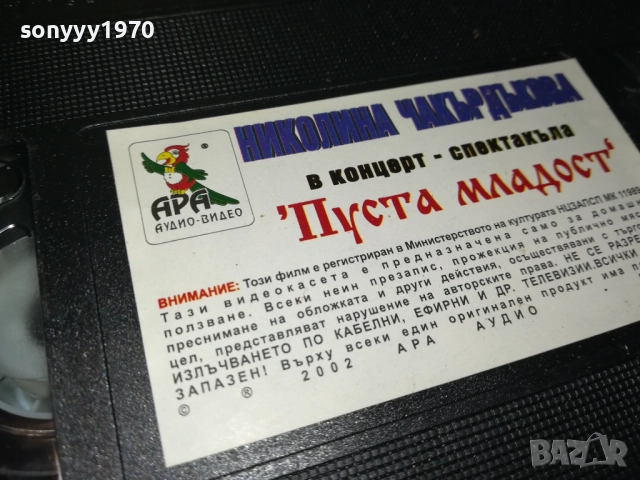 sonyyy1970
НИКОЛИНА ЧАКЪРДЪКОВА
В КОНЦЕРТ - СПЕКТАКЪЛА
'ПУСТА МЛАДОСТ'
®
АРА
АУДИО-ВИДЕО
ВНИМАНИЕ: Този филм е регистриран в Министерството на културата НЦЗАПСП МК
Тази видеокасета е предназначена само за домашно
ползване. Всеки неин презапис, прожекция на публично
преснимане на обложката и други действия, осъществявани с
цел, представляват нарушение на авторските права. НЕ СЕ
ИЗЛЪЧВАНЕТО ПО КАБЕЛНИ, ЕФИРНИ И ДР. ТЕЛЕВИЗИИ. ВСИЧКИ
ЗАПАЗЕН! Върху всеки един оригинален продукт има
© ® 2002 АРА АУДИО
BAZAR